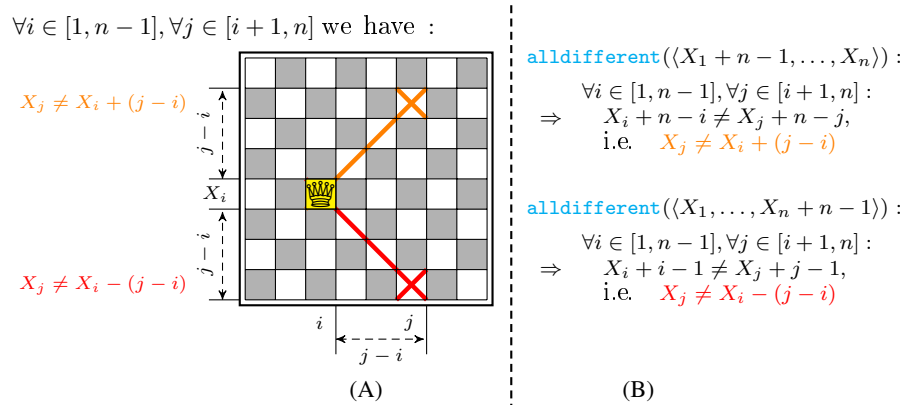 ∀i ∈ [1, n − 1], ∀j ∈ [i + 1, n] we have :
X_j ≠ X_i + (j − i)
j − i
X_i
j − i
X_j ≠ X_i − (j − i)
i
j
j − i
(A)
alldifferent(⟨X_1 + n − 1, . . . , X_n⟩) :
∀i ∈ [1, n − 1], ∀j ∈ [i + 1, n] :
⇒ X_i + n − i ≠ X_j + n − j,
i.e. X_j ≠ X_i + (j − i)
alldifferent(⟨X_1, . . . , X_n + n − 1⟩) :
∀i ∈ [1, n − 1], ∀j ∈ [i + 1, n] :
⇒ X_i + i − 1 ≠ X_j + j − 1,
i.e. X_j ≠ X_i − (j − i)
(B)